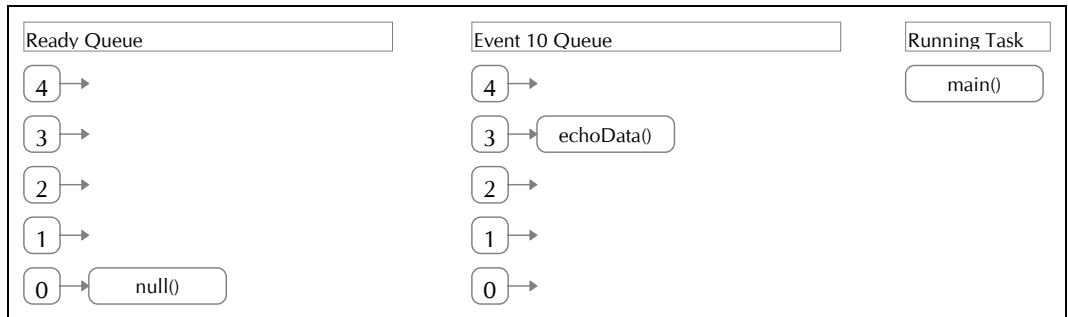 Ready Queue
Event 10 Queue
Running Task
4
4
main()
3
3
echoData()
2
2
1
1
0
null()
0